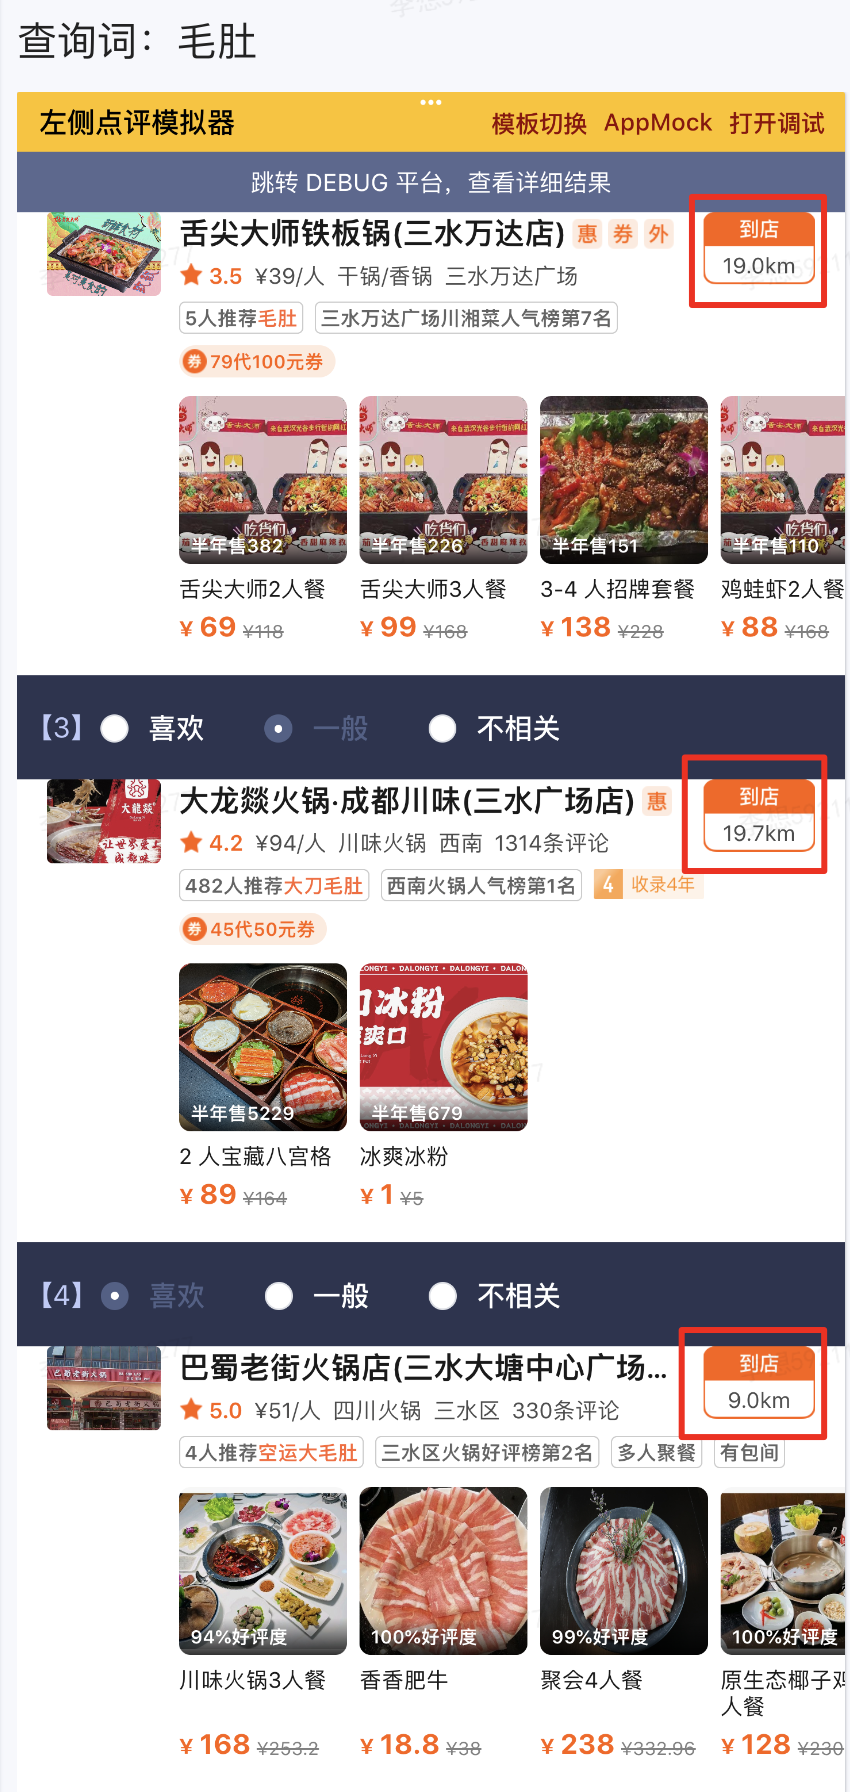 查询词：毛肚
左侧点评模拟器
模板切换 AppMock 打开调试
跳转 DEBUG 平台，查看详细结果
舌尖大师铁板锅(三水万达店) 惠 券 外
到店
19.0km
3.5 ¥39/人 干锅/香锅 三水万达广场
5人推荐毛肚 三水万达广场川湘菜人气榜第7名
券 79代100元券
半年售382 半年售226 半年售151 半年售110
舌尖大师2人餐 舌尖大师3人餐 3-4 人招牌套餐 鸡蛙虾2人餐
¥ 69 ¥118 ¥ 99 ¥168 ¥ 138 ¥228 ¥ 88 ¥168
【3】 喜欢 一般 不相关
大龙燚火锅·成都川味(三水广场店) 惠
到店
19.7km
4.2 ¥94/人 川味火锅 西南 1314条评论
482人推荐大刀毛肚 西南火锅人气榜第1名 4 收录4年
券 45代50元券
半年售5229 半年售679
2 人宝藏八宫格 冰爽冰粉
¥ 89 ¥164 ¥ 1 ¥5
【4】 喜欢 一般 不相关
巴蜀老街火锅店(三水大塘中心广场...
到店
9.0km
5.0 ¥51/人 四川火锅 三水区 330条评论
4人推荐空运大毛肚 三水区火锅好评榜第2名 多人聚餐 有包间
94%好评度 100%好评度 99%好评度 100%好评度
川味火锅3人餐 香香肥牛 聚会4人餐 原生态椰子鸡
人餐
¥ 168 ¥253.2 ¥ 18.8 ¥38 ¥ 238 ¥332.96 ¥ 128 ¥230